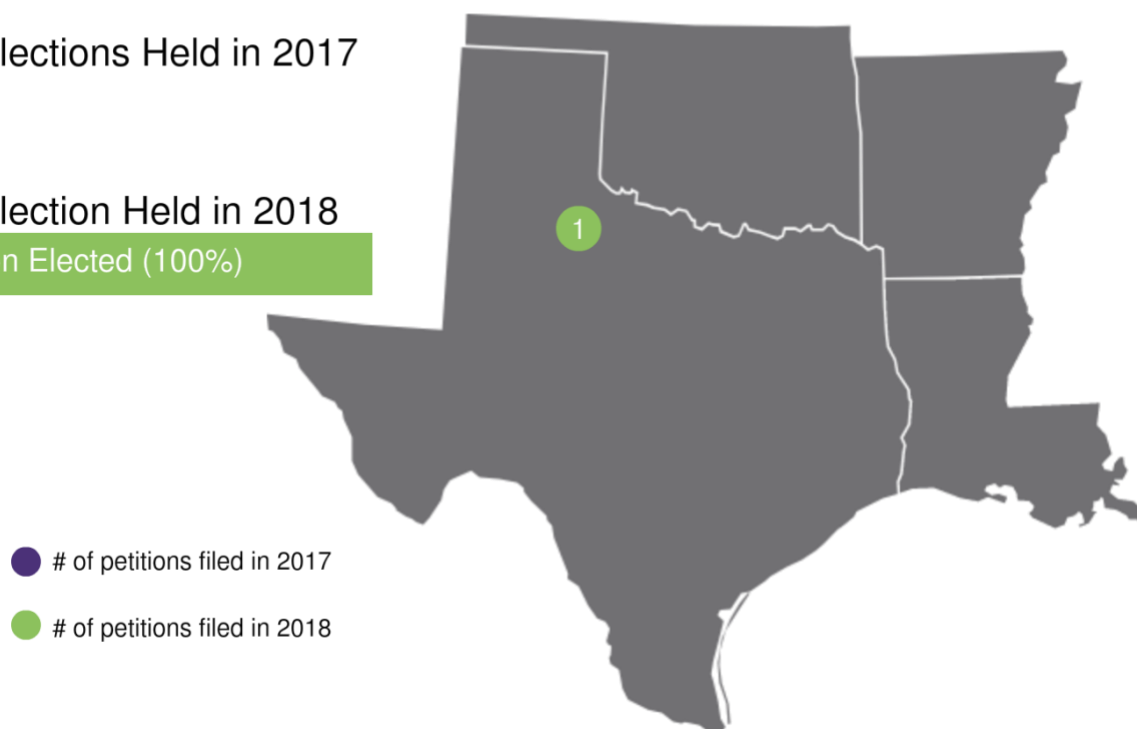 lections Held in 2017
lection Held in 2018
n Elected (100%)
1
# of petitions filed in 2017
# of petitions filed in 2018